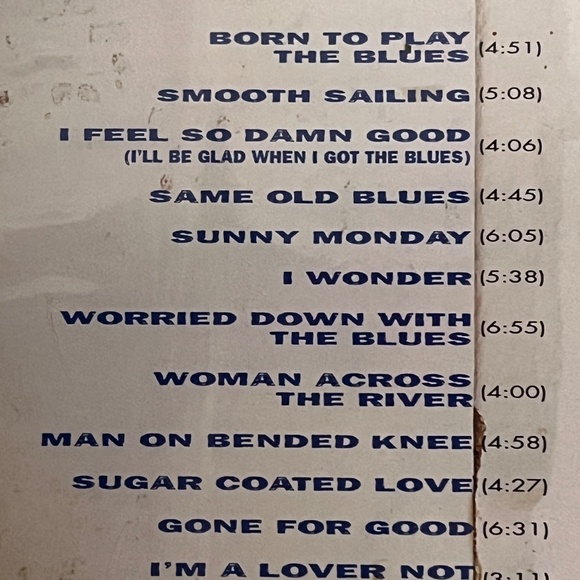 BORN TO PLAY
THE BLUES (4:51)
SMOOTH SAILING (5:08)
I FEEL SO DAMN GOOD
(I'LL BE GLAD WHEN I GOT THE BLUES) (4:06)
SAME OLD BLUES (4:45)
SUNNY MONDAY (6:05)
I WONDER (5:38)
WORRIED DOWN WITH
THE BLUES (6:55)
WOMAN ACROSS
THE RIVER (4:00)
MAN ON BENDED KNEE (4:58)
SUGAR COATED LOVE (4:27)
GONE FOR GOOD (6:31)
I'M A LOVER NOT (3:11)